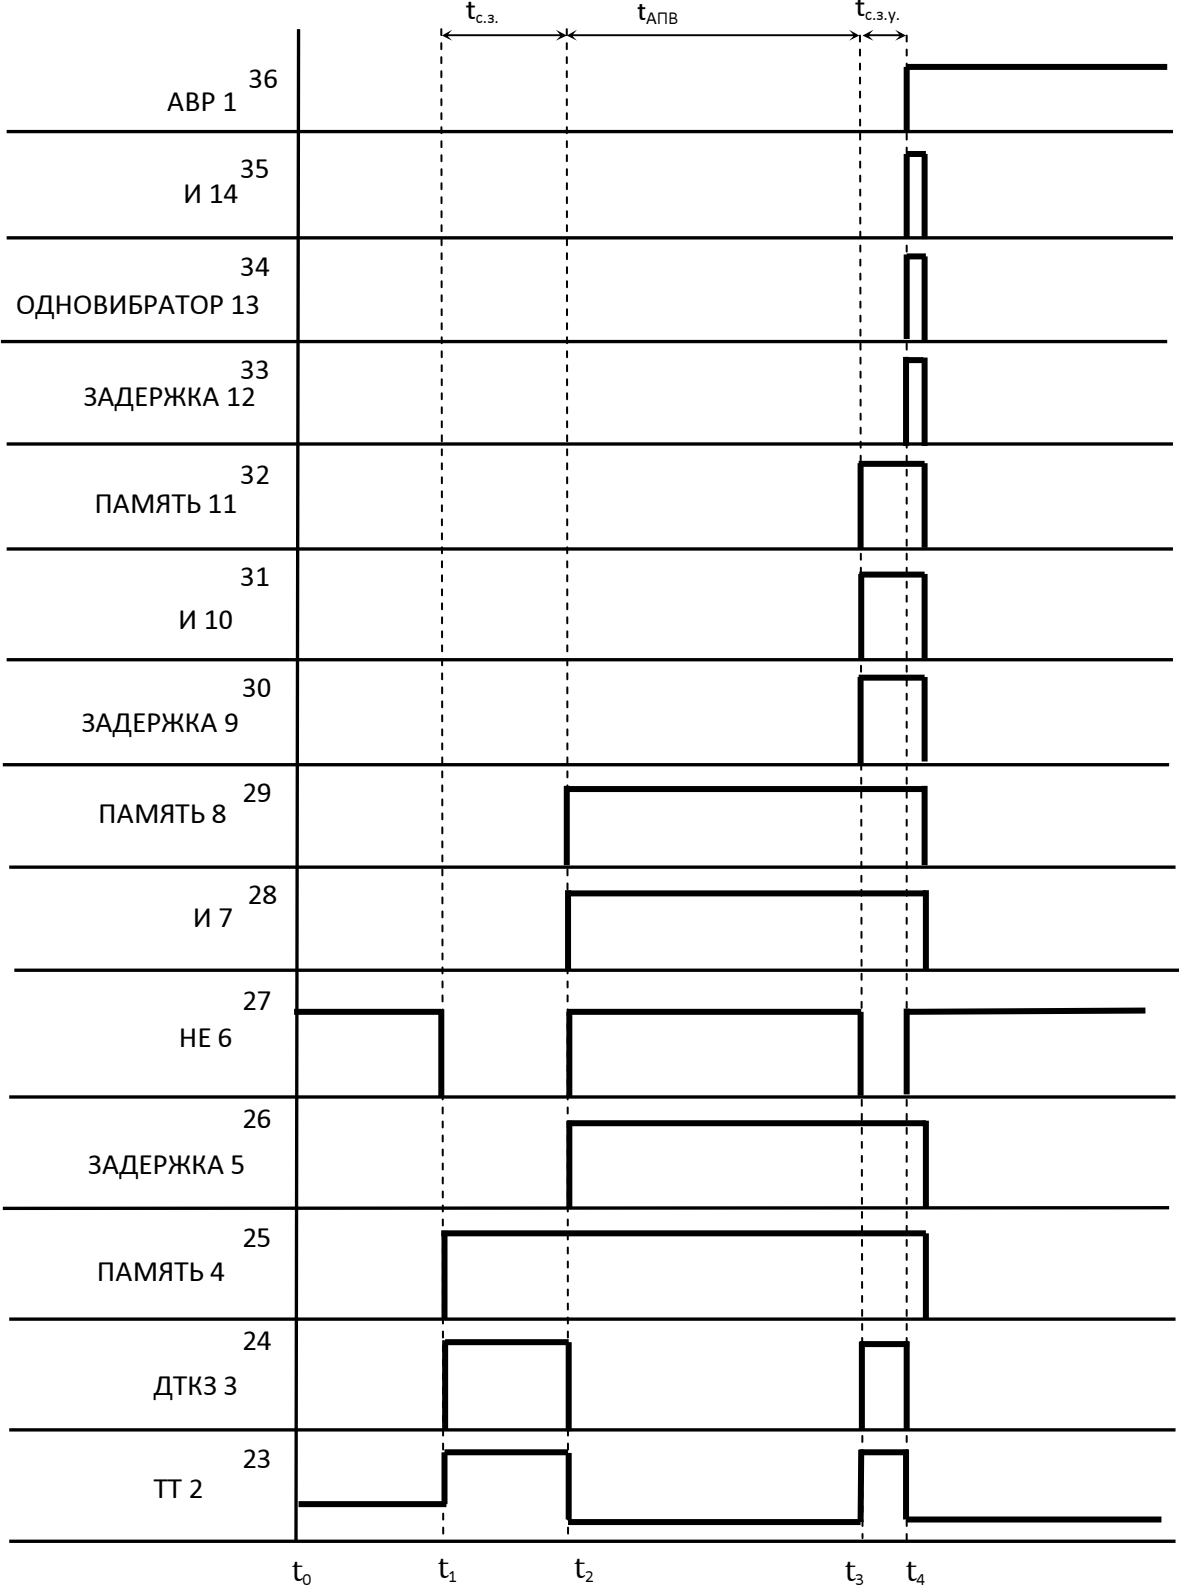 tс.з. tАПВ tс.з.у.
36
АВР 1
35
И 14
34
ОДНОВИБРАТОР 13
33
ЗАДЕРЖКА 12
32
ПАМЯТЬ 11
31
И 10
30
ЗАДЕРЖКА 9
29
ПАМЯТЬ 8
28
И 7
27
НЕ 6
26
ЗАДЕРЖКА 5
25
ПАМЯТЬ 4
24
ДТКЗ 3
23
ТТ 2
t0 t1 t2 t3 t4